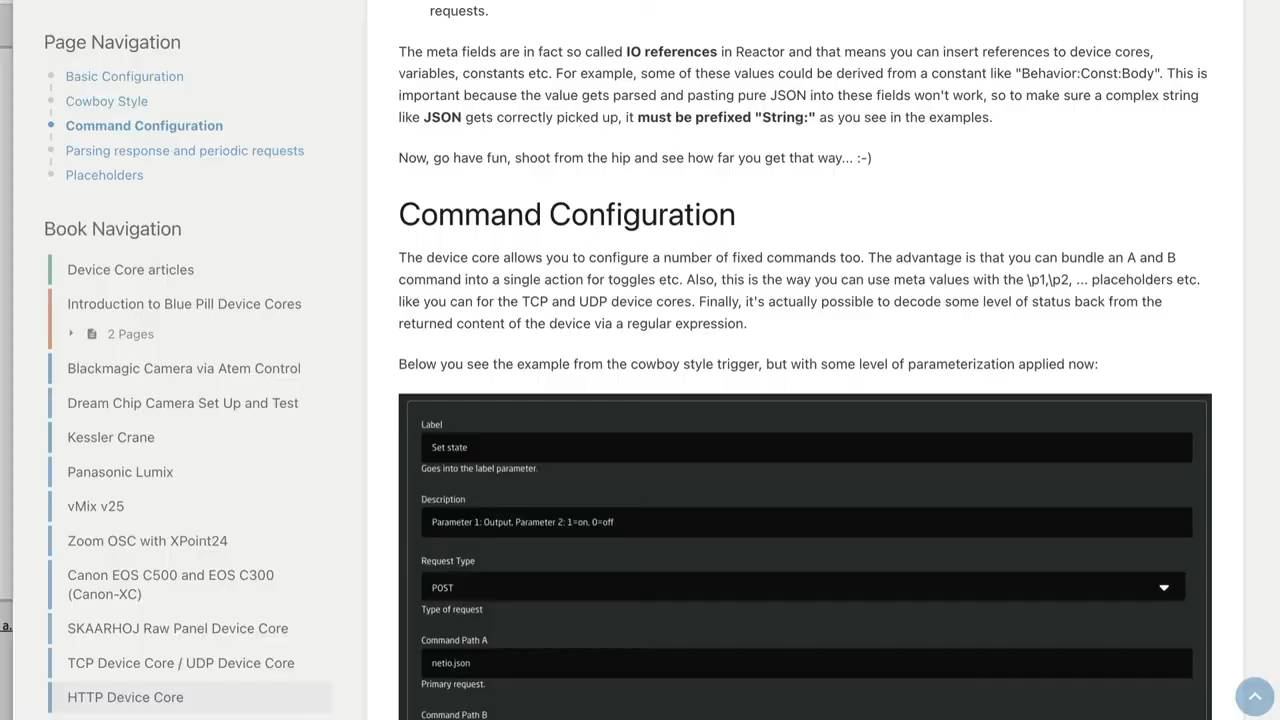 Page Navigation
Basic Configuration
Cowboy Style
Command Configuration
Parsing response and periodic requests
Placeholders
Book Navigation
Device Core articles
Introduction to Blue Pill Device Cores
2 Pages
Blackmagic Camera via Atem Control
Dream Chip Camera Set Up and Test
Kessler Crane
Panasonic Lumix
vMix v25
Zoom OSC with XPoint24
Canon EOS C500 and EOS C300
(Canon-XC)
SKAARHOJ Raw Panel Device Core
TCP Device Core / UDP Device Core
HTTP Device Core
a.
requests.
The meta fields are in fact so called IO references in Reactor and that means you can insert references to device cores,
variables, constants etc. For example, some of these values could be derived from a constant like "Behavior:Const:Body". This is
important because the value gets parsed and pasting pure JSON into these fields won't work, so to make sure a complex string
like JSON gets correctly picked up, it must be prefixed "String:" as you see in the examples.
Now, go have fun, shoot from the hip and see how far you get that way... :-)
Command Configuration
The device core allows you to configure a number of fixed commands too. The advantage is that you can bundle an A and B
command into a single action for toggles etc. Also, this is the way you can use meta values with the \p1,\p2, ... placeholders etc.
like you can for the TCP and UDP device cores. Finally, it's actually possible to decode some level of status back from the
returned content of the device via a regular expression.
Below you see the example from the cowboy style trigger, but with some level of parameterization applied now:
Label
Set state
Goes into the label parameter.
Description
Parameter 1: Output, Parameter 2: 1=on, 0=off
Request Type
POST
Type of request
Command Path A
netio.json
Primary request.
Command Path B